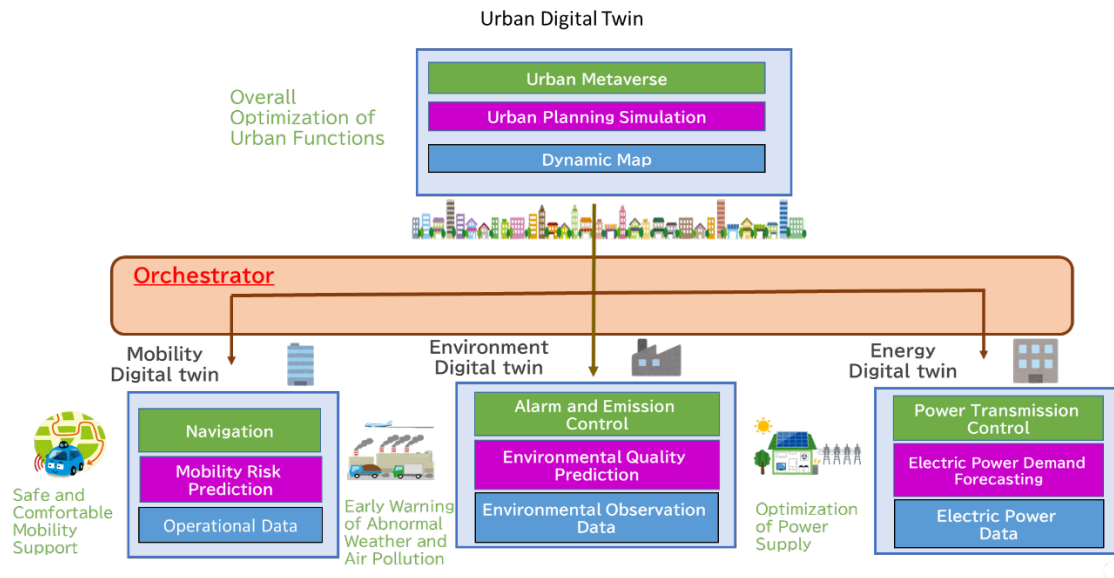 Urban Digital Twin
Overall
Optimization of
Urban Functions
Urban Metaverse
Urban Planning Simulation
Dynamic Map
Orchestrator
Mobility
Digital twin
Environment
Digital twin
Energy
Digital twin
Safe and
Comfortable
Mobility
Support
Navigation
Mobility Risk
Prediction
Operational Data
Early Warning
of Abnormal
Weather and
Air Pollution
Alarm and Emission
Control
Environmental Quality
Prediction
Environmental Observation
Data
Optimization
of Power
Supply
Power Transmission
Control
Electric Power Demand
Forecasting
Electric Power
Data